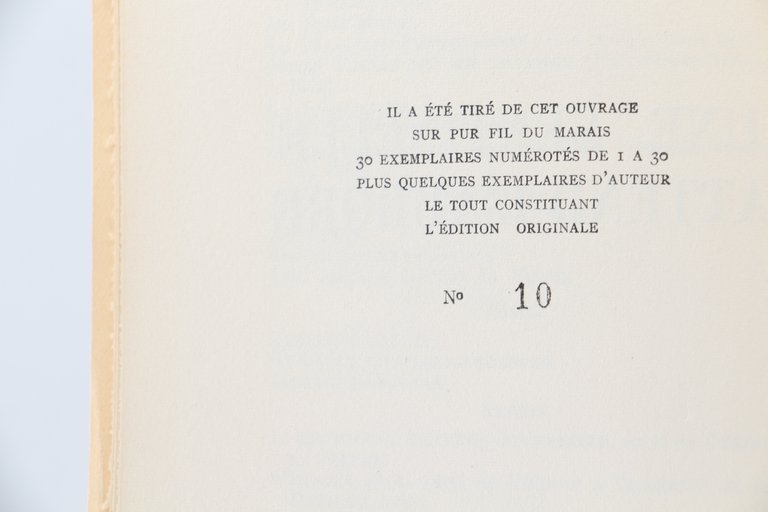 IL A ÉTÉ TIRÉ DE CET OUVRAGE
SUR PUR FIL DU MARAIS
30 EXEMPLAIRES NUMÉROTÉS DE 1 A 30
PLUS QUELQUES EXEMPLAIRES D'AUTEUR
LE TOUT CONSTITUANT
L'ÉDITION ORIGINALE
Nº 10